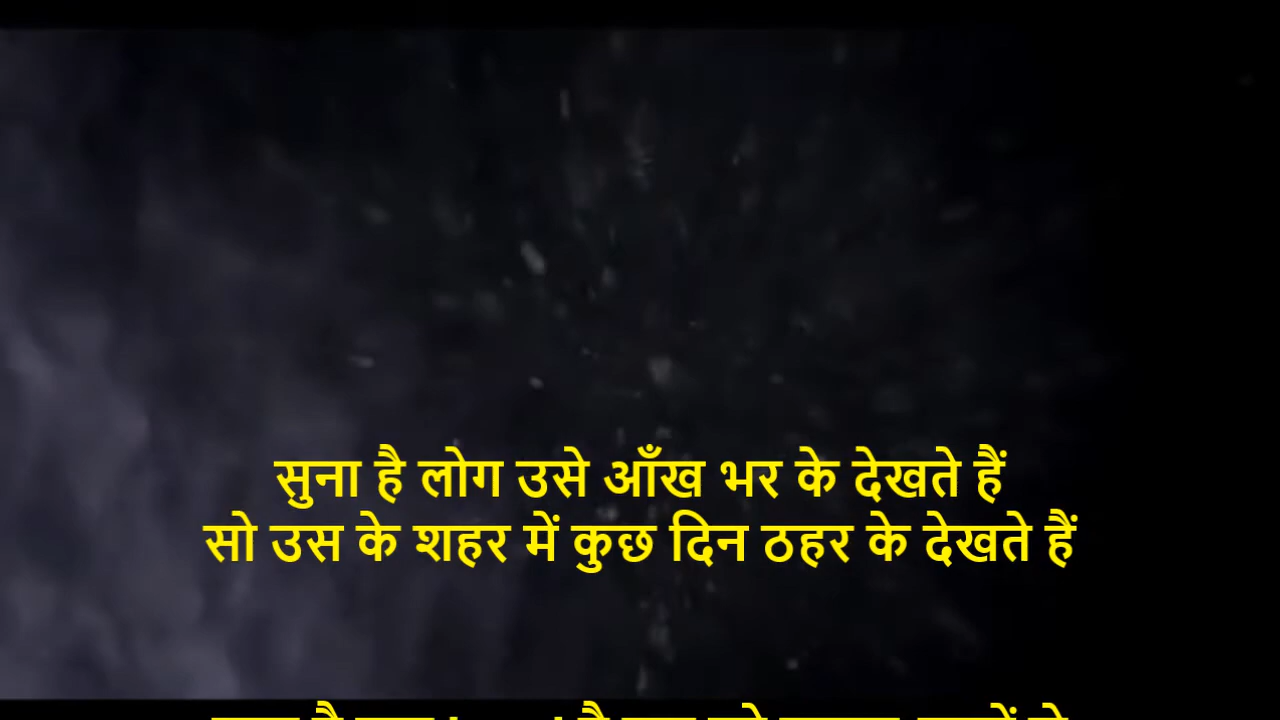 सुना है लोग उसे आँख भर के देखते हैं
सो उस के शहर में कुछ दिन ठहर के देखते हैं